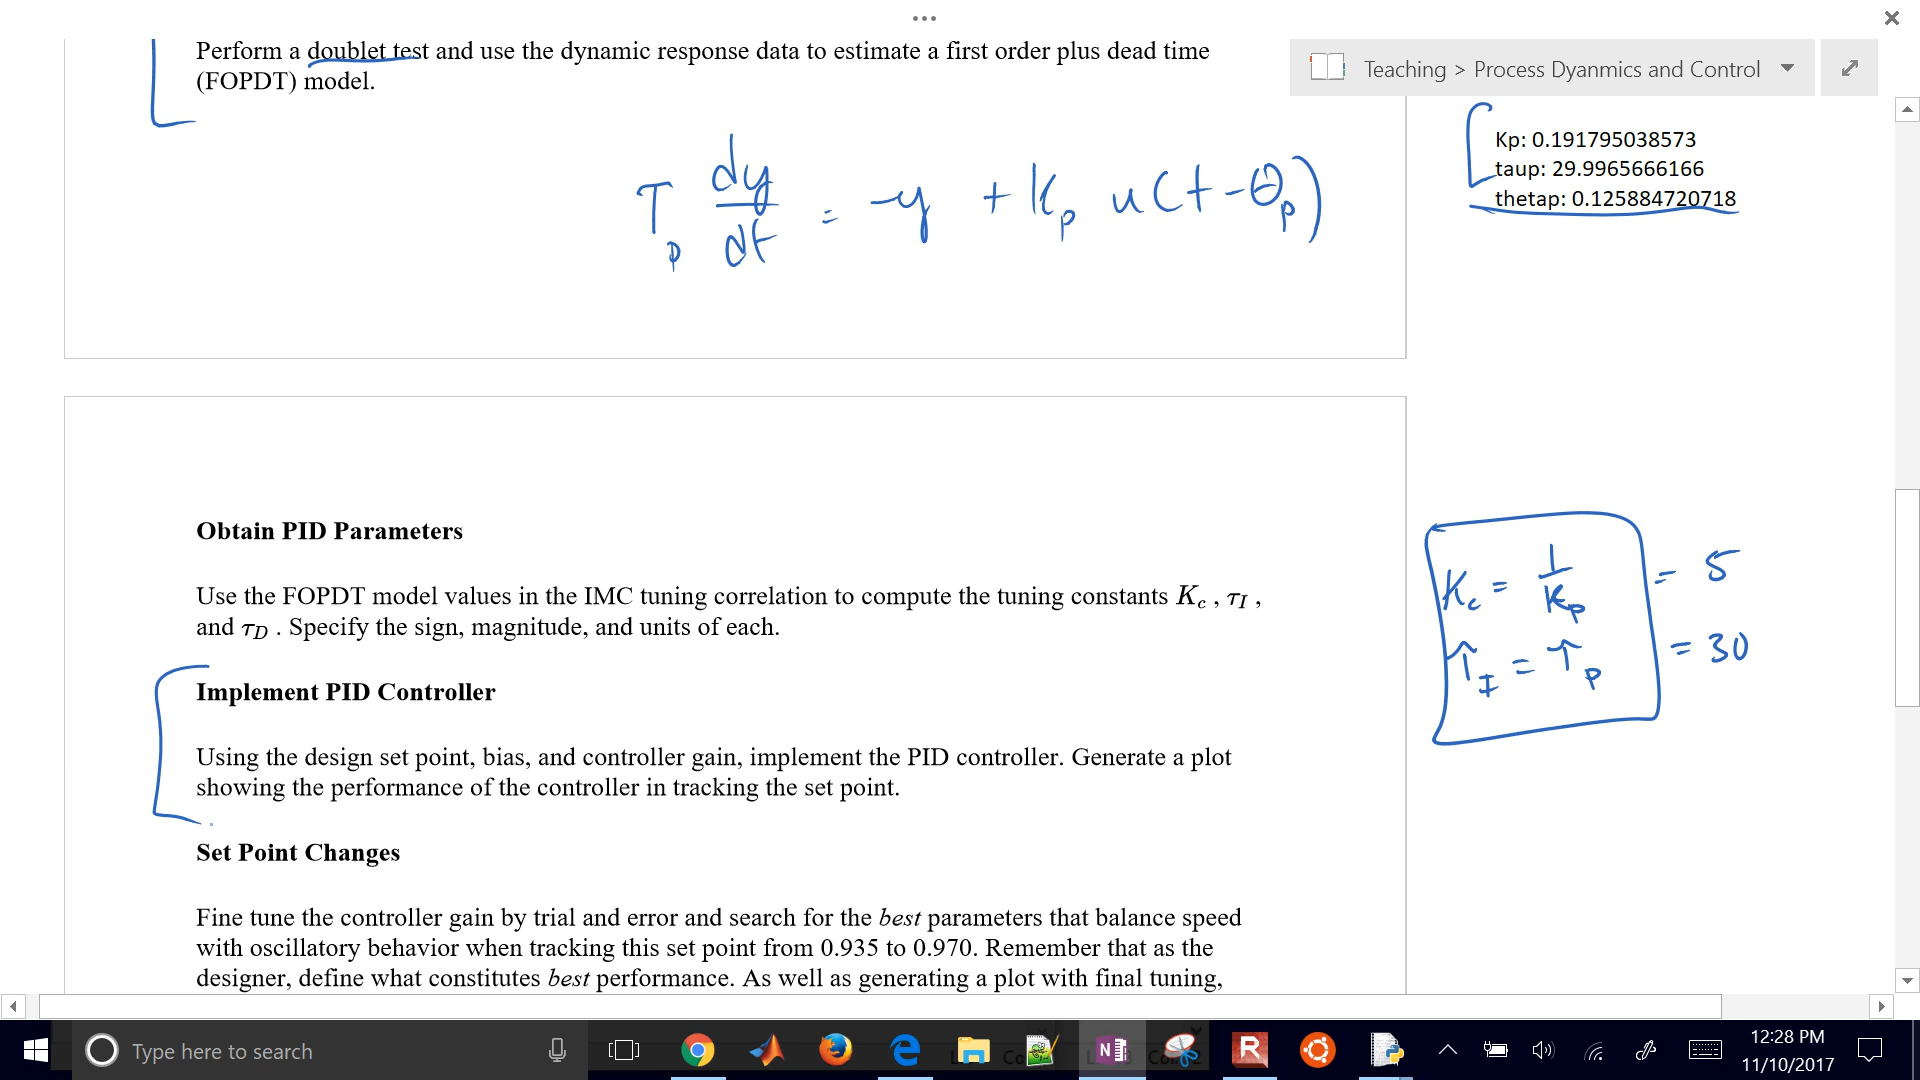 Perform a doublet test and use the dynamic response data to estimate a first order plus dead time
(FOPDT) model.
Teaching > Process Dyanmics and Control
Kp: 0.191795038573
taup: 29.9965666166
thetap: 0.125884720718
τp dy/dt = -y + Kp u(t-θp)
Obtain PID Parameters
Use the FOPDT model values in the IMC tuning correlation to compute the tuning constants Kc , τI ,
and τD . Specify the sign, magnitude, and units of each.
Kc = 1/Kp = 5
τI = τp = 30
Implement PID Controller
Using the design set point, bias, and controller gain, implement the PID controller. Generate a plot
showing the performance of the controller in tracking the set point.
Set Point Changes
Fine tune the controller gain by trial and error and search for the best parameters that balance speed
with oscillatory behavior when tracking this set point from 0.935 to 0.970. Remember that as the
designer, define what constitutes best performance. As well as generating a plot with final tuning,
Type here to search
12:28 PM
11/10/2017